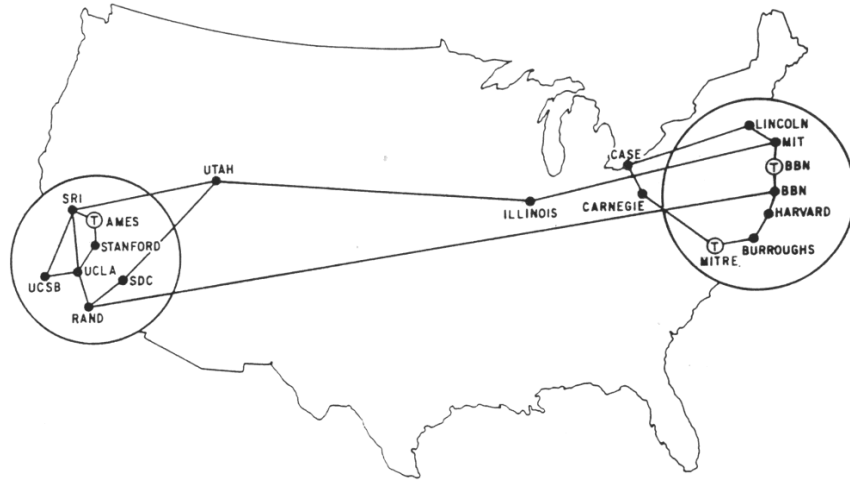 LINCOLN
MIT
CASE
T BBN
UTAH
BBN
SRI
ILLINOIS
CARNEGIE
HARVARD
T AMES
STANFORD
BURROUGHS
T
MITRE
UCLA
SDC
UCSB
RAND